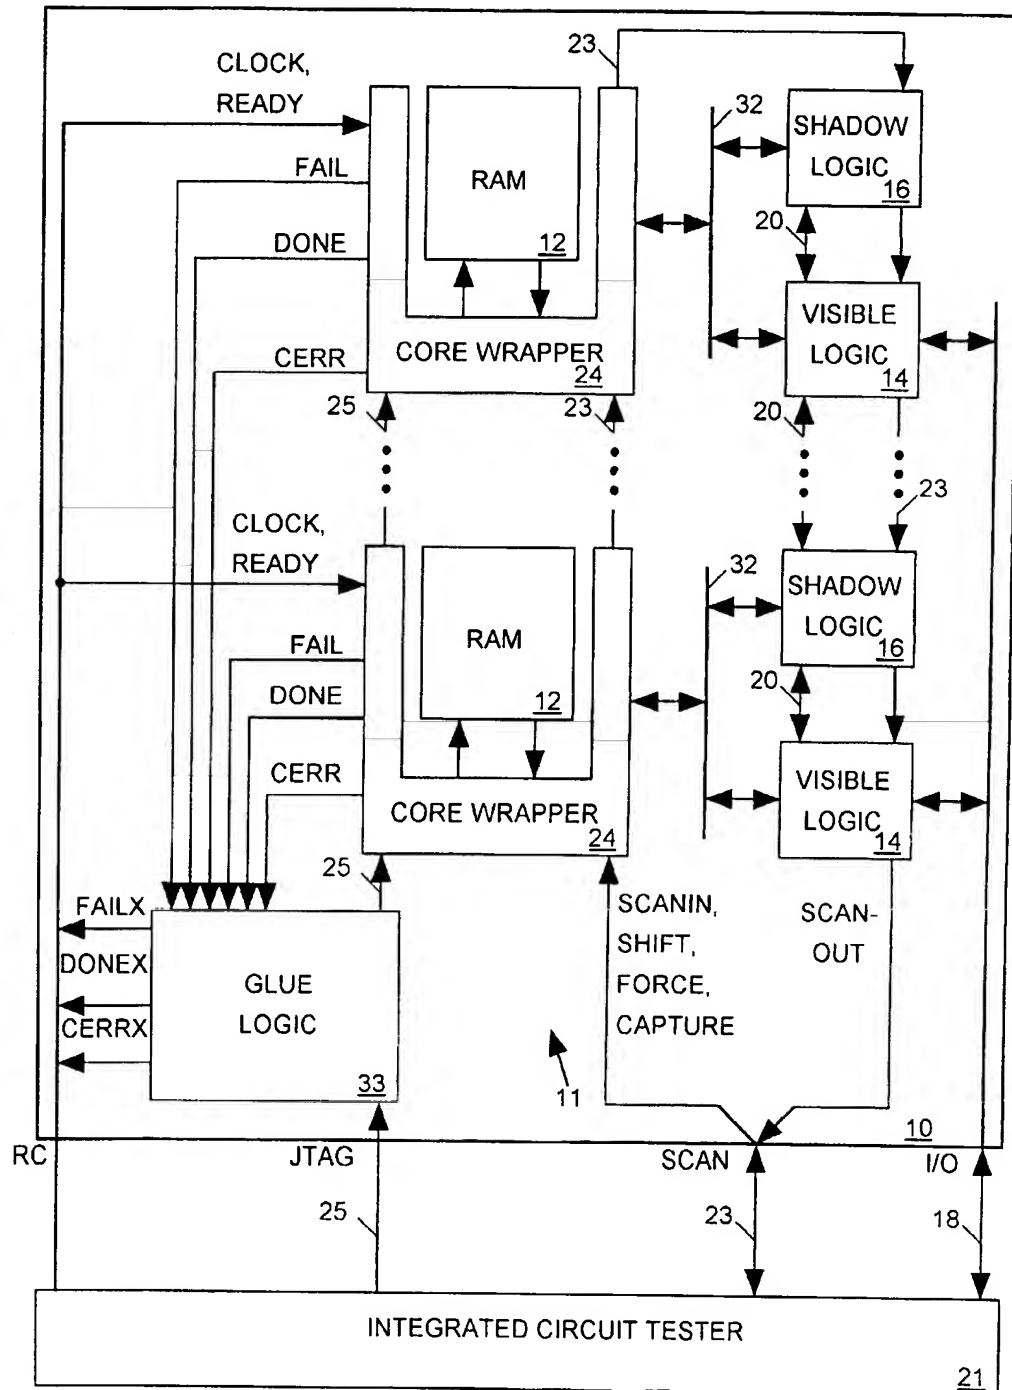 23
CLOCK,
READY
32
SHADOW
LOGIC
16
RAM
12
FAIL
20
DONE
VISIBLE
LOGIC
14
CORE WRAPPER
24
CERR
25
23
20
23
CLOCK,
READY
32
SHADOW
LOGIC
16
RAM
12
FAIL
20
DONE
VISIBLE
LOGIC
14
CERR
CORE WRAPPER
24
25
FAILX
DONEX
CERRX
GLUE
LOGIC
33
SCANIN,
SHIFT,
FORCE,
CAPTURE
SCAN-
OUT
11
10
RC
JTAG
SCAN
I/O
25
23
18
INTEGRATED CIRCUIT TESTER
21